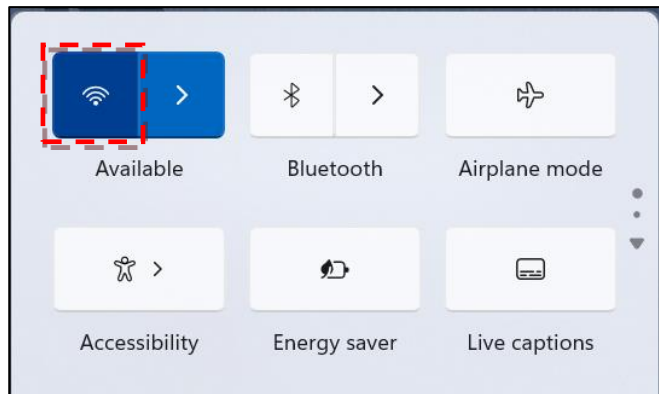 Available
Bluetooth
Airplane mode
Accessibility
Energy saver
Live captions